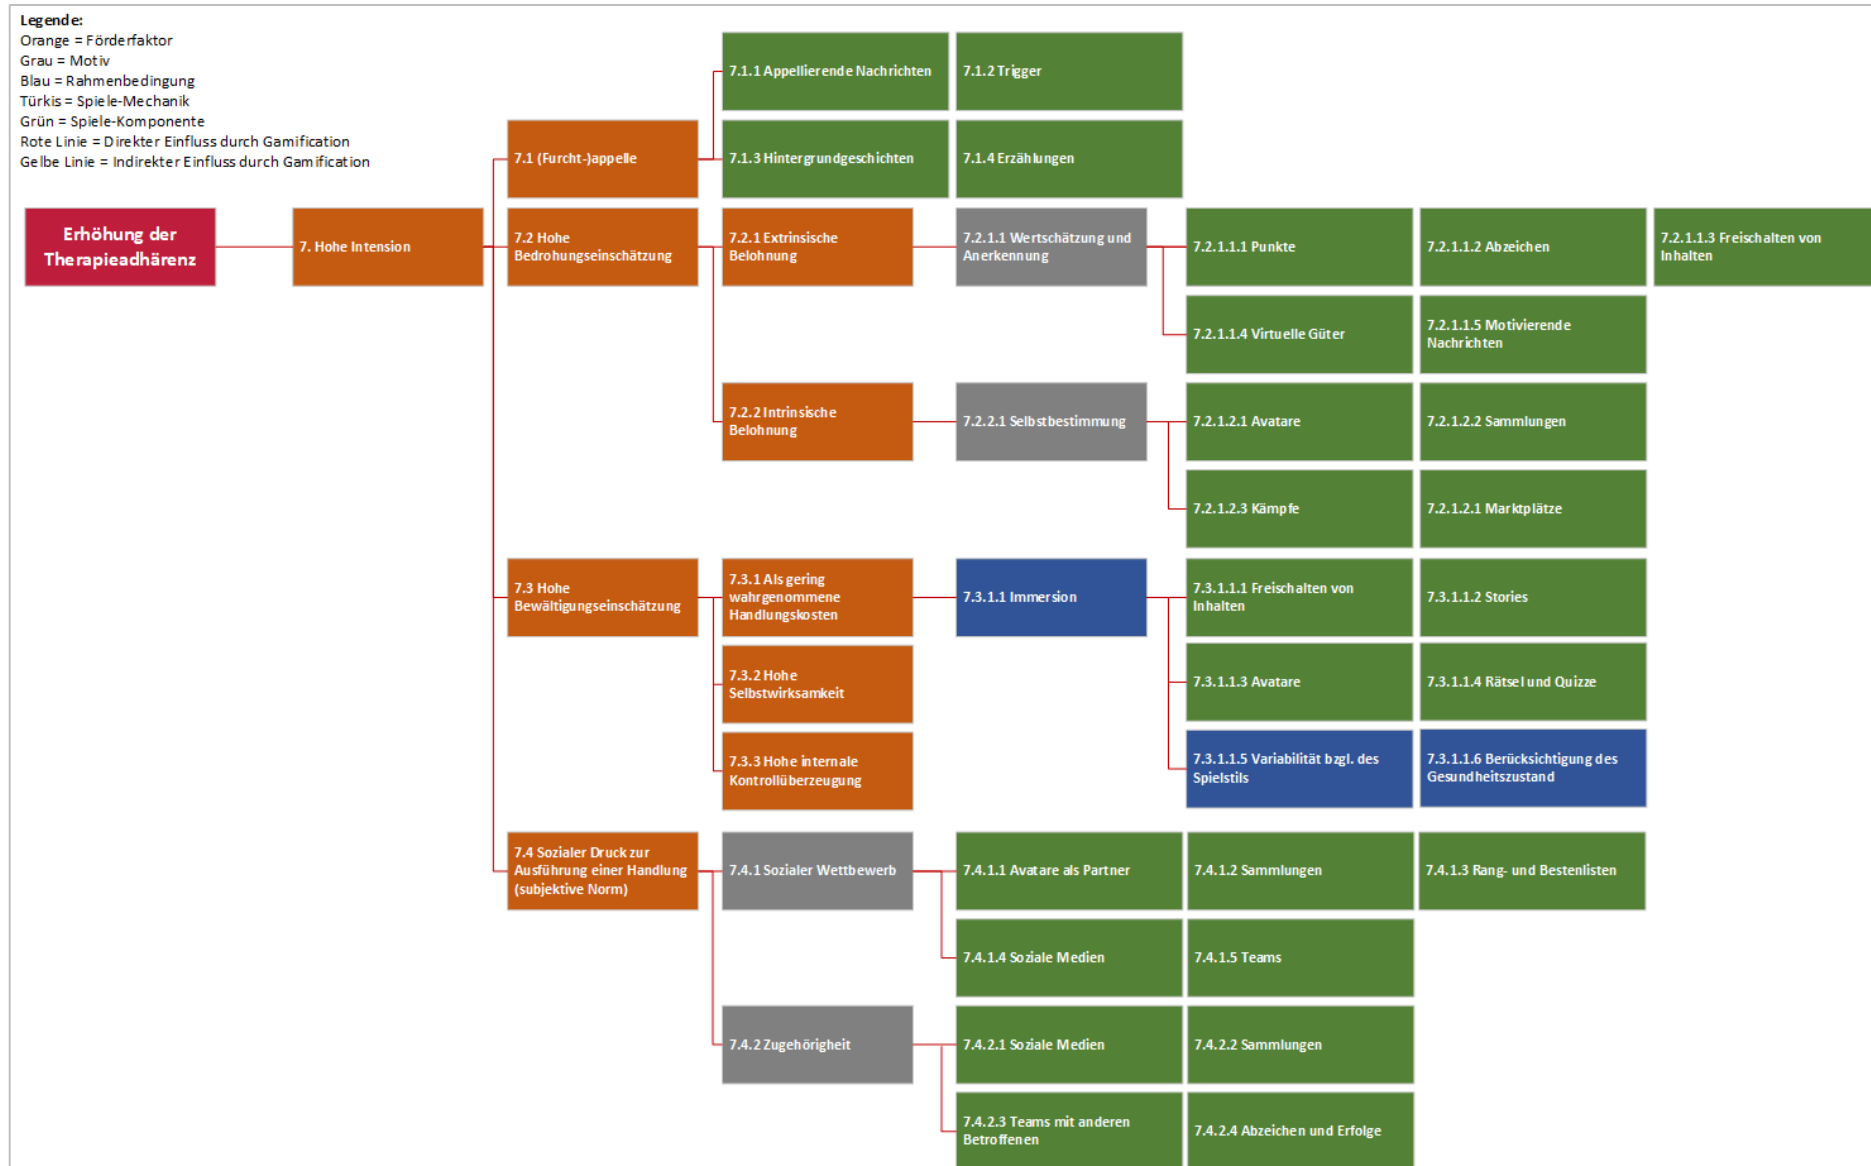 Legende:
Orange = Förderfaktor
Grau = Motiv
Blau = Rahmenbedingung
Türkis = Spiele-Mechanik
Grün = Spiele-Komponente
Rote Linie = Direkter Einfluss durch Gamification
Gelbe Linie = Indirekter Einfluss durch Gamification
Erhöhung der
Therapieadhärenz
7. Hohe Intension
7.1 (Furcht-)appelle
7.1.1 Appellierende Nachrichten
7.1.2 Trigger
7.1.3 Hintergrundgeschichten
7.1.4 Erzählungen
7.2 Hohe
Bedrohungseinschätzung
7.2.1 Extrinsische
Belohnung
7.2.1.1 Wertschätzung und
Anerkennung
7.2.1.1.1 Punkte
7.2.1.1.2 Abzeichen
7.2.1.1.3 Freischalten von
Inhalten
7.2.1.1.4 Virtuelle Güter
7.2.1.1.5 Motivierende
Nachrichten
7.2.2 Intrinsische
Belohnung
7.2.2.1 Selbstbestimmung
7.2.1.2.1 Avatare
7.2.1.2.2 Sammlungen
7.2.1.2.3 Kämpfe
7.2.1.2.1 Marktplätze
7.3 Hohe
Bewältigungseinschätzung
7.3.1 Als gering
wahrgenommene
Handlungskosten
7.3.1.1 Immersion
7.3.1.1.1 Freischalten von
Inhalten
7.3.1.1.2 Stories
7.3.1.1.3 Avatare
7.3.1.1.4 Rätsel und Quizze
7.3.1.1.5 Variabilität bzgl. des
Spielstils
7.3.1.1.6 Berücksichtigung des
Gesundheitszustand
7.3.2 Hohe
Selbstwirksamkeit
7.3.3 Hohe internale
Kontrollüberzeugung
7.4 Sozialer Druck zur
Ausführung einer Handlung
(subjektive Norm)
7.4.1 Sozialer Wettbewerb
7.4.1.1 Avatare als Partner
7.4.1.2 Sammlungen
7.4.1.3 Rang- und Bestenlisten
7.4.1.4 Soziale Medien
7.4.1.5 Teams
7.4.2 Zugehörigheit
7.4.2.1 Soziale Medien
7.4.2.2 Sammlungen
7.4.2.3 Teams mit anderen
Betroffenen
7.4.2.4 Abzeichen und Erfolge